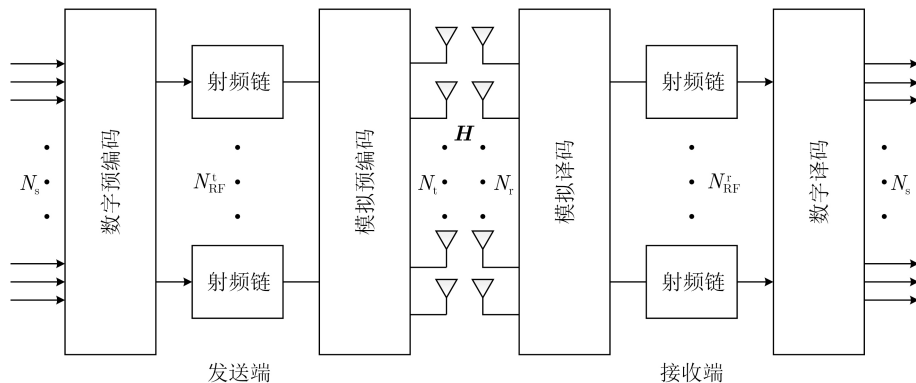 N_s
数字预编码
射频链
N_RF^t
射频链
模拟预编码
H
N_t
N_r
模拟译码
射频链
N_RF^r
射频链
数字译码
N_s
发送端
接收端